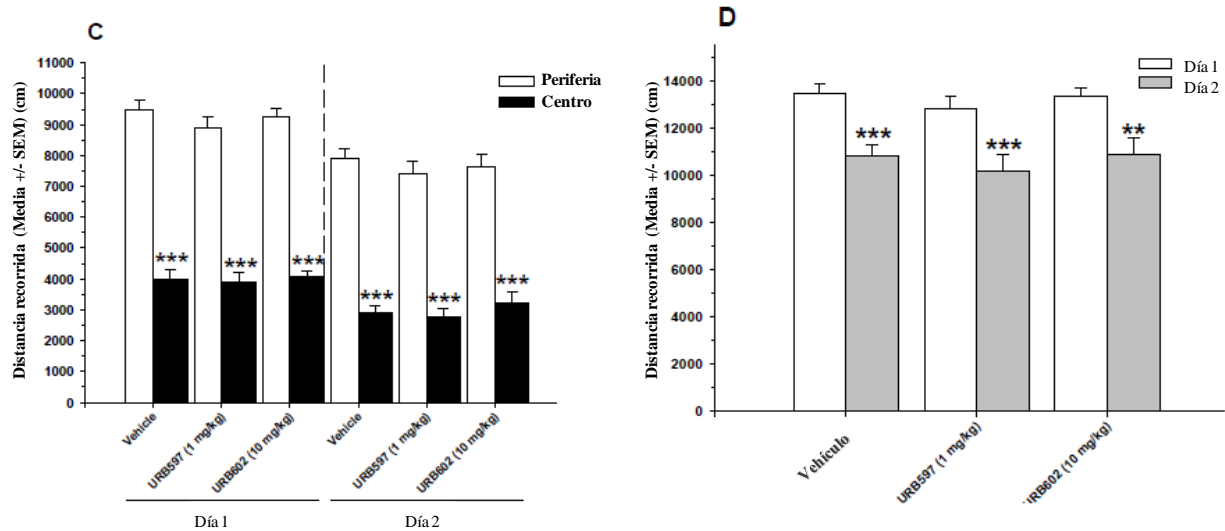 C
Distancia recorrida (Media +/- SEM) (cm)
11000
10000
9000
8000
7000
6000
5000
4000
3000
2000
1000
0
Periferia
Centro
***
***
***
***
***
***
Vehicle
URB597 (1 mg/kg)
URB602 (10 mg/kg)
Vehicle
URB597 (1 mg/kg)
URB602 (10 mg/kg)
Día 1
Día 2
D
Distancia recorrida (Media +/- SEM) (cm)
14000
12000
10000
8000
6000
4000
2000
0
Día 1
Día 2
***
***
**
Vehículo
URB597 (1 mg/kg)
URB602 (10 mg/kg)